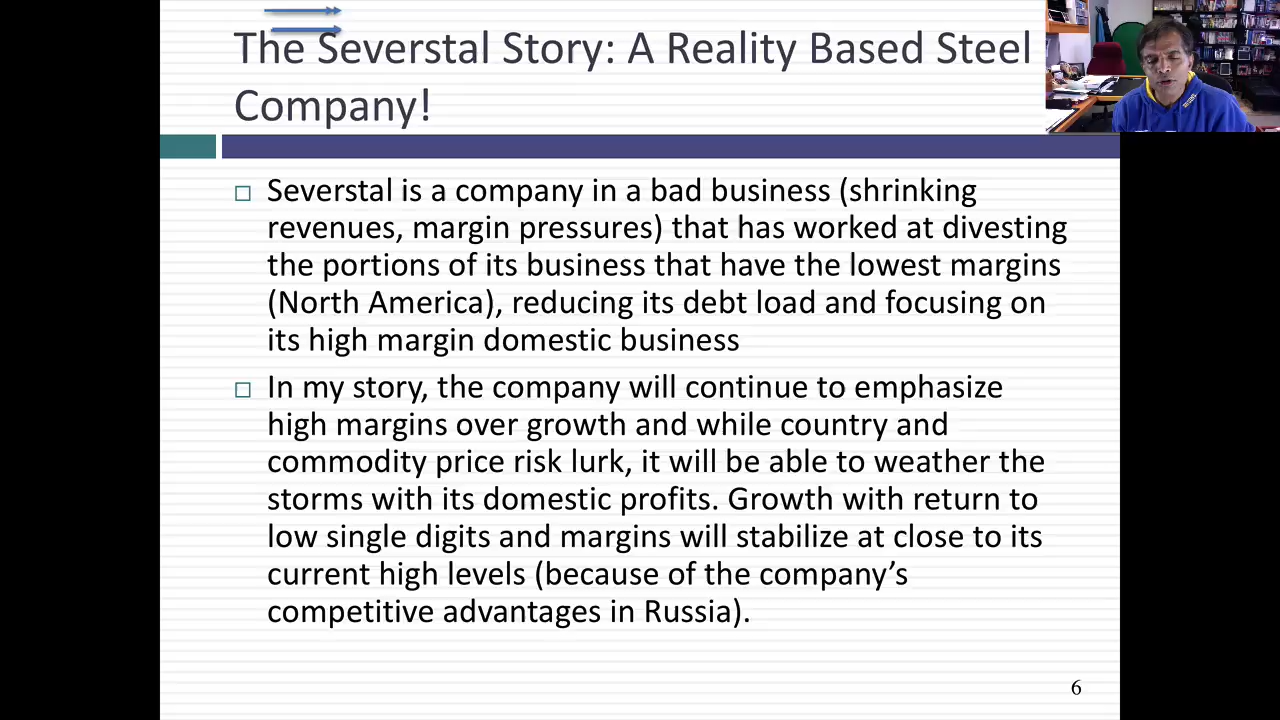 The Severstal Story: A Reality Based Steel
Company!
Severstal is a company in a bad business (shrinking
revenues, margin pressures) that has worked at divesting
the portions of its business that have the lowest margins
(North America), reducing its debt load and focusing on
its high margin domestic business
In my story, the company will continue to emphasize
high margins over growth and while country and
commodity price risk lurk, it will be able to weather the
storms with its domestic profits. Growth with return to
low single digits and margins will stabilize at close to its
current high levels (because of the company’s
competitive advantages in Russia).
6